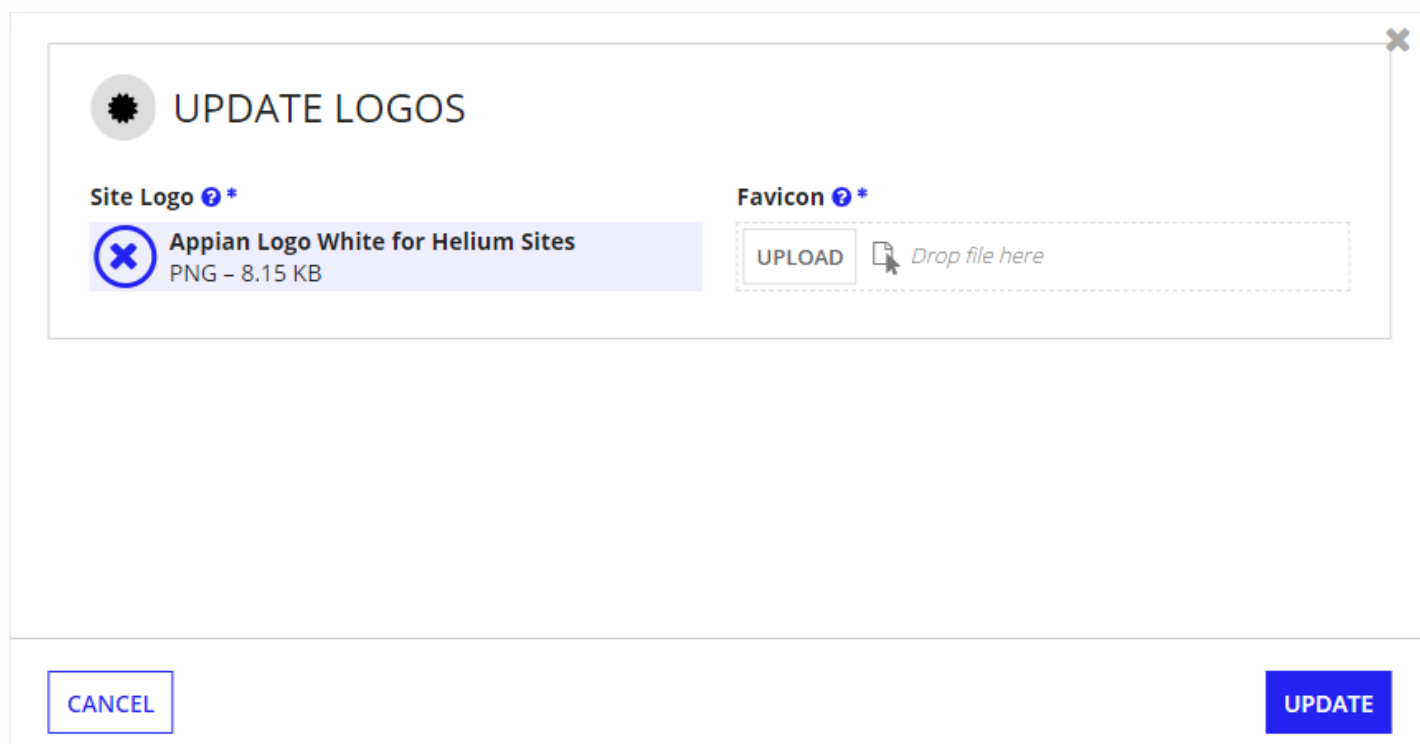 UPDATE LOGOS
Site Logo ? *
Favicon ? *
Appian Logo White for Helium Sites
PNG – 8.15 KB
UPLOAD Drop file here
CANCEL
UPDATE